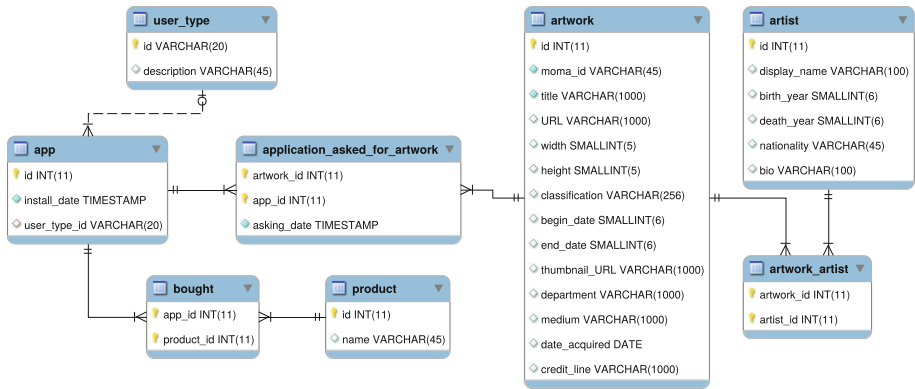 user_type
id VARCHAR(20)
description VARCHAR(45)
app
id INT(11)
install_date TIMESTAMP
user_type_id VARCHAR(20)
application_asked_for_artwork
artwork_id INT(11)
app_id INT(11)
asking_date TIMESTAMP
bought
app_id INT(11)
product_id INT(11)
product
id INT(11)
name VARCHAR(45)
artwork
id INT(11)
moma_id VARCHAR(45)
title VARCHAR(1000)
URL VARCHAR(1000)
width SMALLINT(5)
height SMALLINT(5)
classification VARCHAR(256)
begin_date SMALLINT(6)
end_date SMALLINT(6)
thumbnail_URL VARCHAR(1000)
department VARCHAR(1000)
medium VARCHAR(1000)
date_acquired DATE
credit_line VARCHAR(1000)
artist
id INT(11)
display_name VARCHAR(100)
birth_year SMALLINT(6)
death_year SMALLINT(6)
nationality VARCHAR(45)
bio VARCHAR(100)
artwork_artist
artwork_id INT(11)
artist_id INT(11)